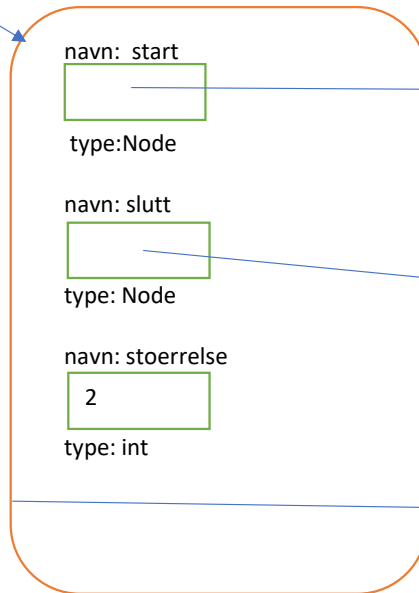 navn: start
type:Node
navn: slutt
type: Node
navn: stoerrelse
2
type: int